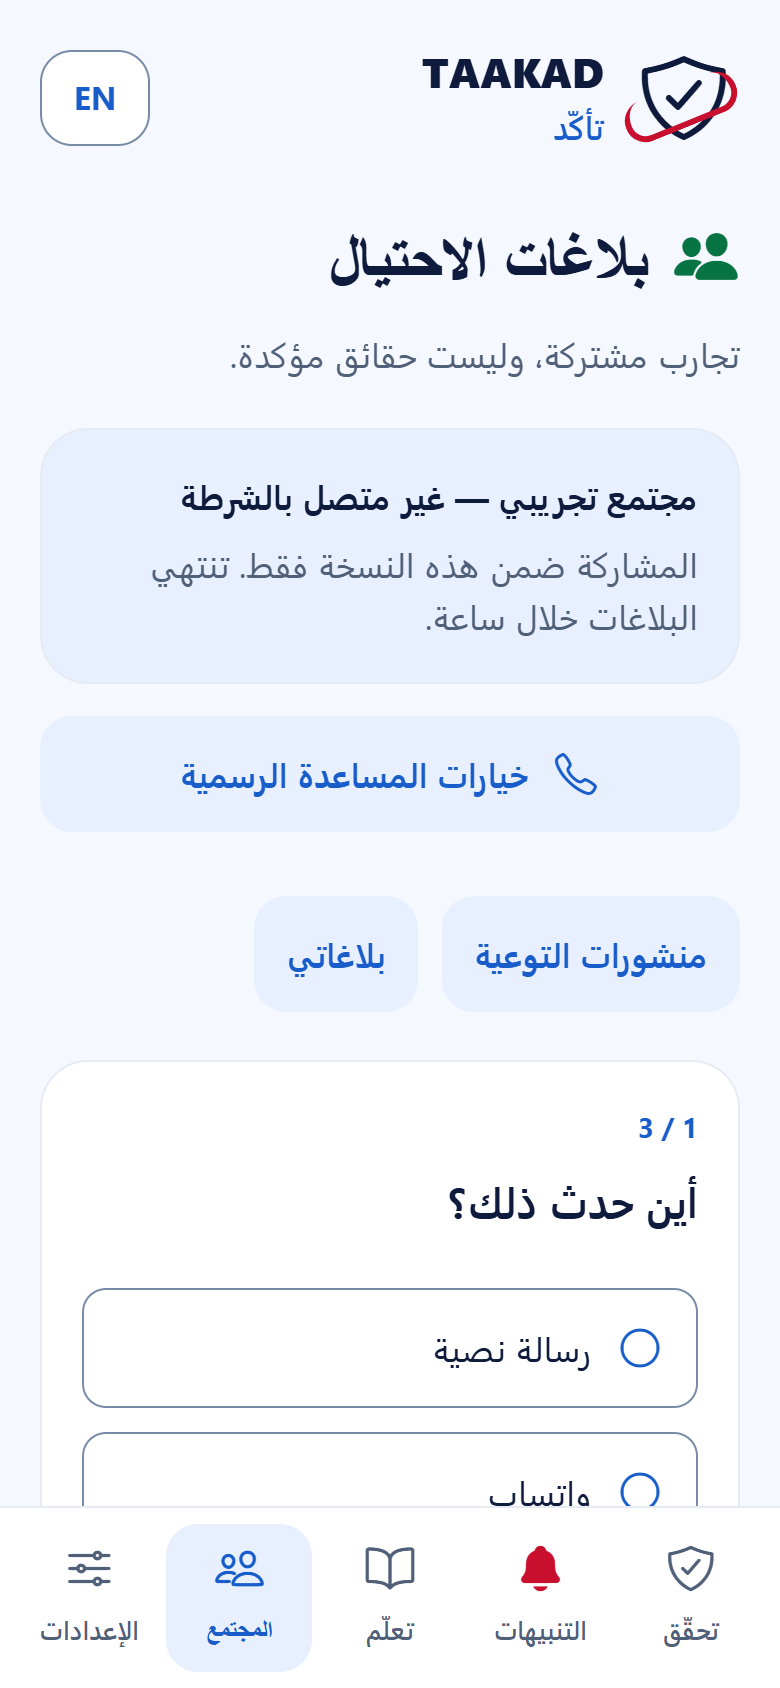 TAAKAD
تأكّد
EN
بلاغات الاحتيال
تجارب مشتركة، وليست حقائق مؤكدة.
مجتمع تجريبي — غير متصل بالشرطة
المشاركة ضمن هذه النسخة فقط. تنتهي
البلاغات خلال ساعة.
خيارات المساعدة الرسمية
منشورات التوعية
بلاغاتي
1 / 3
أين حدث ذلك؟
رسالة نصية
واتساب
تحقّق
التنبيهات
تعلّم
المجتمع
الإعدادات